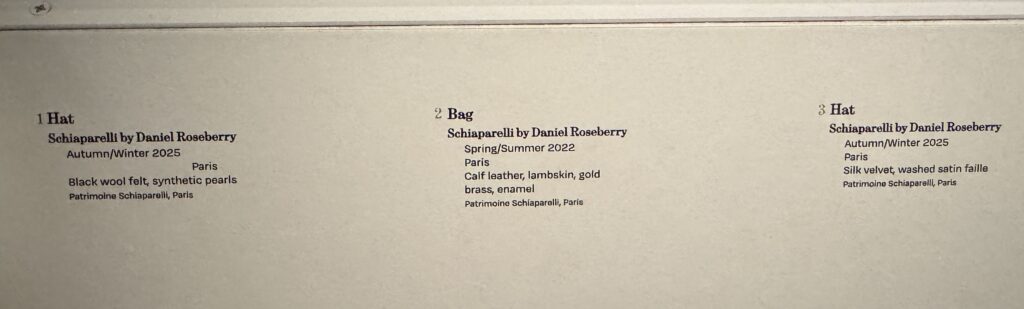 1 Hat
Schiaparelli by Daniel Roseberry
Autumn/Winter 2025
Paris
Black wool felt, synthetic pearls
Patrimoine Schiaparelli, Paris
2 Bag
Schiaparelli by Daniel Roseberry
Spring/Summer 2022
Paris
Calf leather, lambskin, gold
brass, enamel
Patrimoine Schiaparelli, Paris
3 Hat
Schiaparelli by Daniel Roseberry
Autumn/Winter 2025
Paris
Silk velvet, washed satin faille
Patrimoine Schiaparelli, Paris